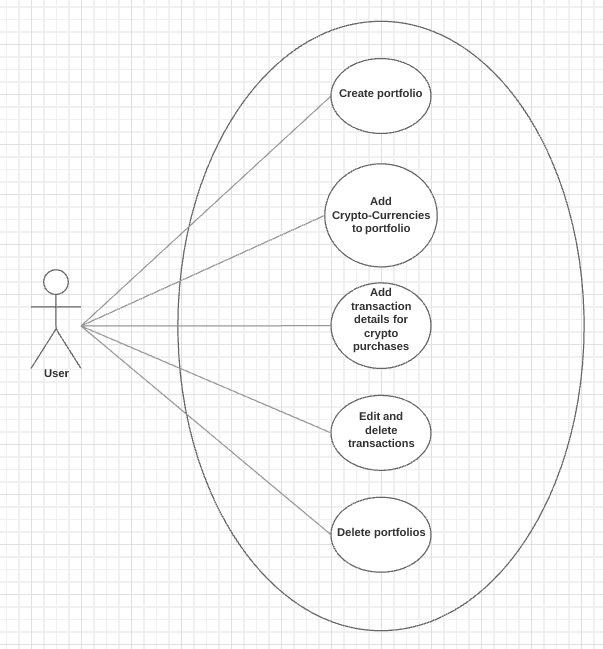 Create portfolio
Add
Crypto-Currencies
to portfolio
Add
transaction
details for
crypto
purchases
User
Edit and
delete
transactions
Delete portfolios